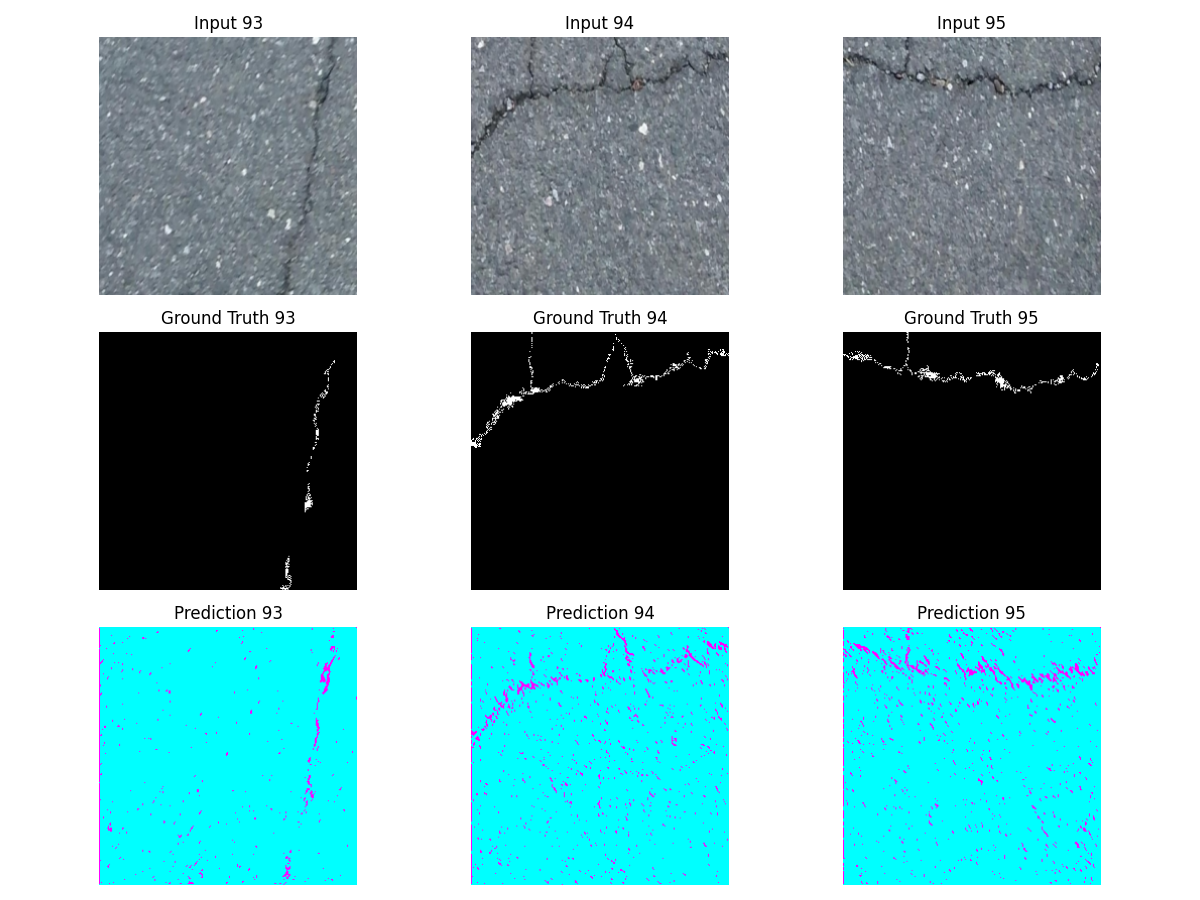 Input 93
Input 94
Input 95
Ground Truth 93
Ground Truth 94
Ground Truth 95
Prediction 93
Prediction 94
Prediction 95